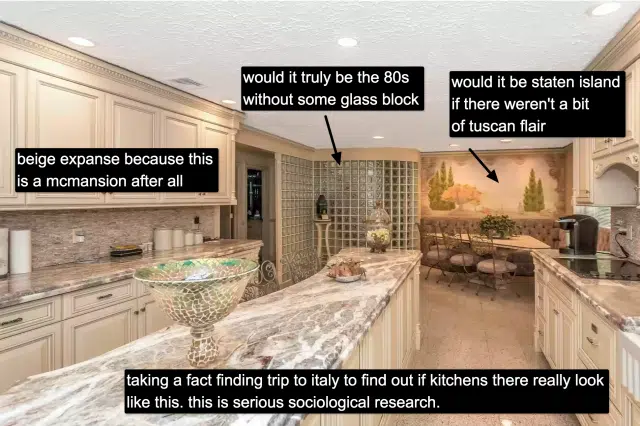 would it truly be the 80s
without some glass block
would it be staten island
if there weren't a bit
of tuscan flair
beige expanse because this
is a mcmansion after all
taking a fact finding trip to italy to find out if kitchens there really look
like this. this is serious sociological research.